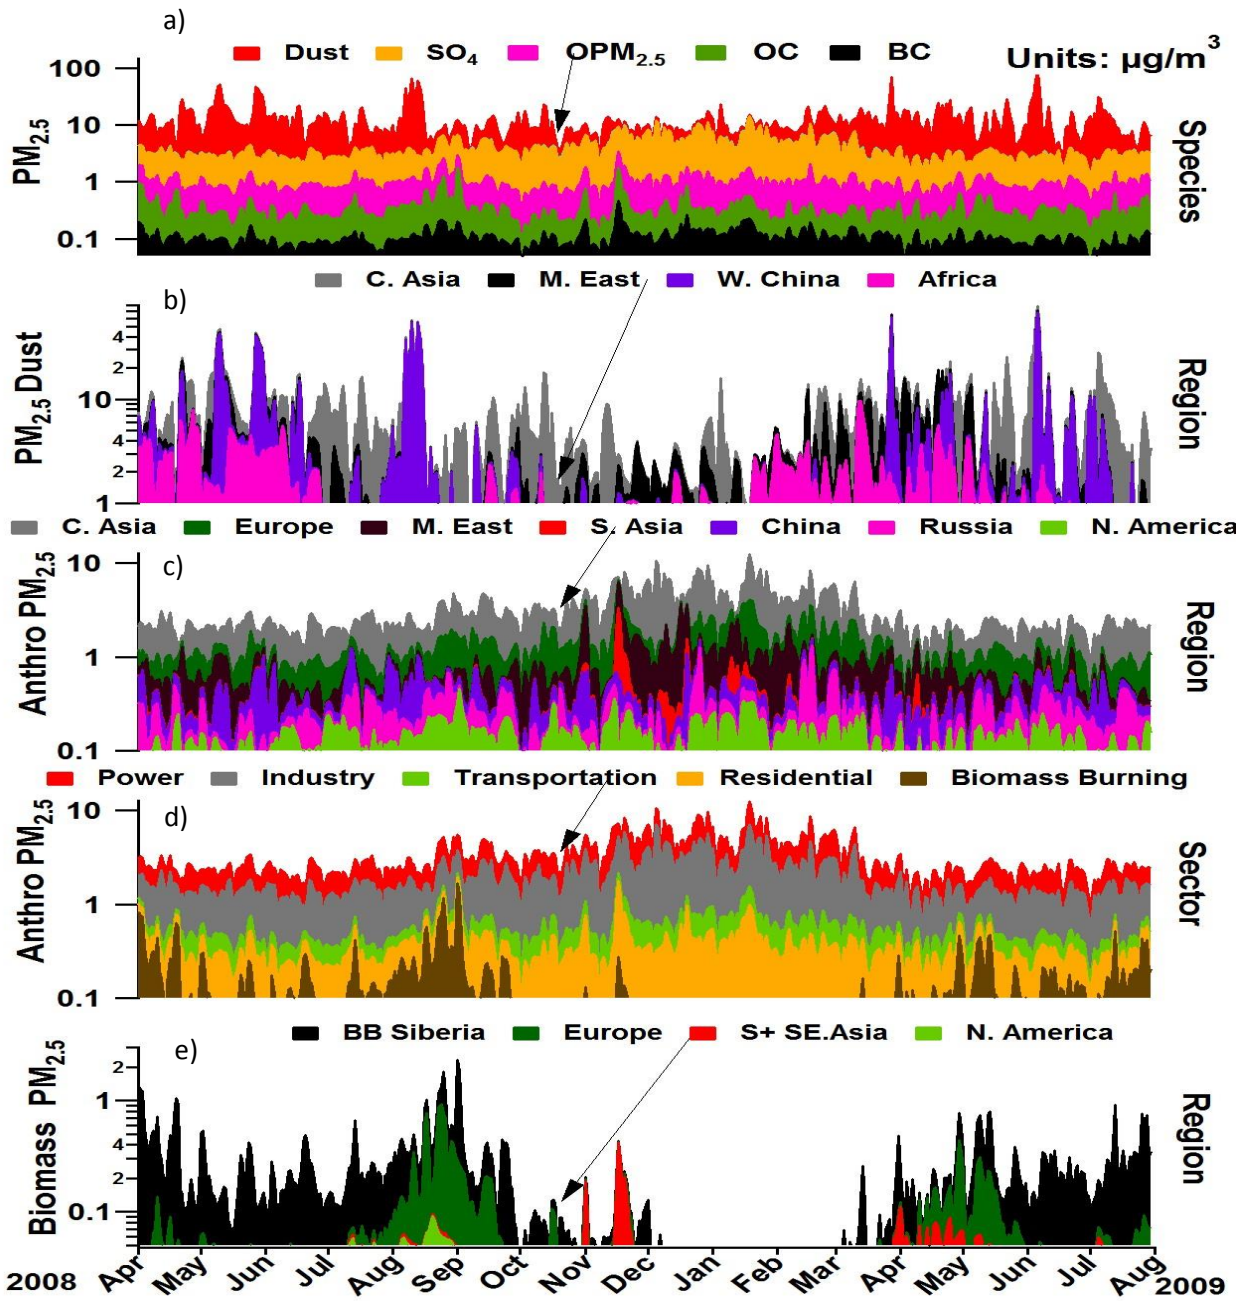 a)
Dust SO₄ OPM₂.₅ OC BC Units: µg/m³
100
10
1
0.1
PM₂.₅
Species
C. Asia M. East W. China Africa
b)
4
2
10
4
2
1
PM₂.₅ Dust
Region
C. Asia Europe M. East S. Asia China Russia N. America
c)
10
1
0.1
Anthro PM₂.₅
Region
Power Industry Transportation Residential Biomass Burning
d)
10
1
0.1
Anthro PM₂.₅
Sector
BB Siberia Europe S+ SE.Asia N. America
e)
2
1
4
2
0.1
Biomass PM₂.₅
Region
Apr May Jun Jul Aug Sep Oct Nov Dec Jan Feb Mar Apr May Jun Jul Aug
2008 2009